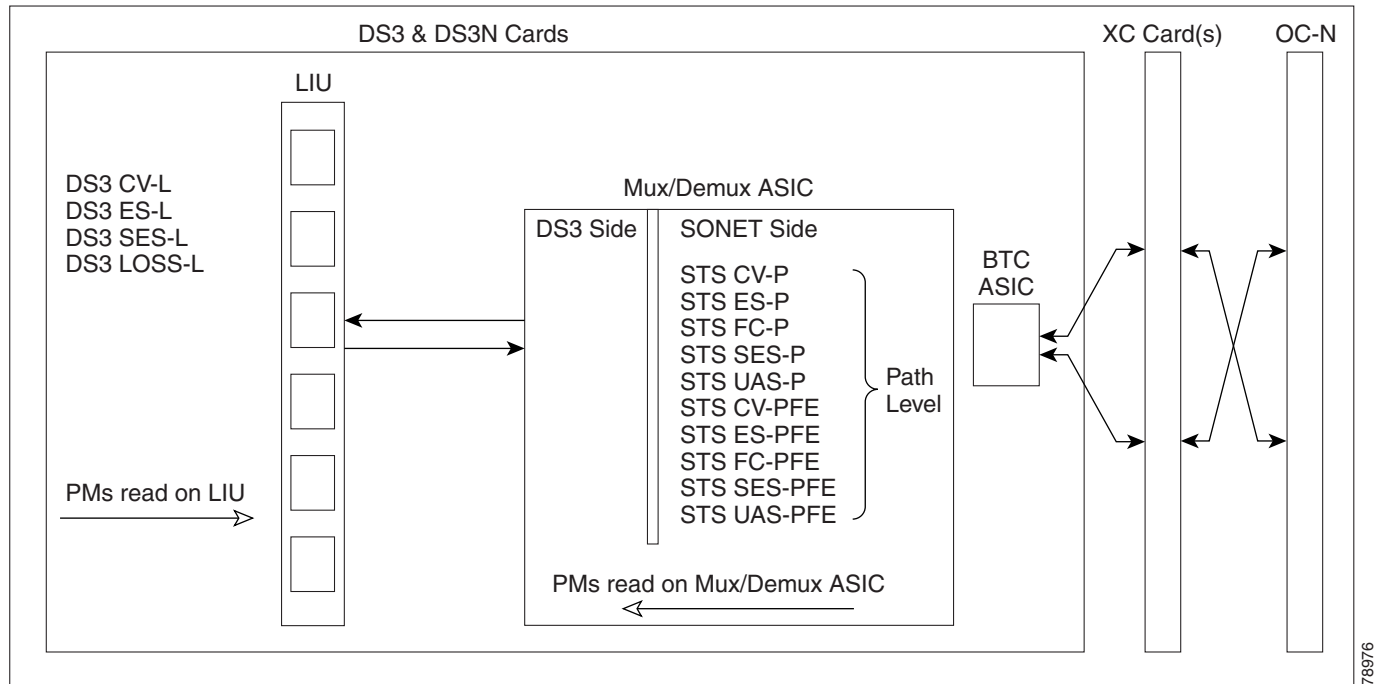 DS3 & DS3N Cards
XC Card(s)
OC-N
LIU
DS3 CV-L
DS3 ES-L
DS3 SES-L
DS3 LOSS-L
PMs read on LIU
Mux/Demux ASIC
DS3 Side
SONET Side
STS CV-P
STS ES-P
STS FC-P
STS SES-P
STS UAS-P
STS CV-PFE
STS ES-PFE
STS FC-PFE
STS SES-PFE
STS UAS-PFE
Path
Level
PMs read on Mux/Demux ASIC
BTC
ASIC
78976